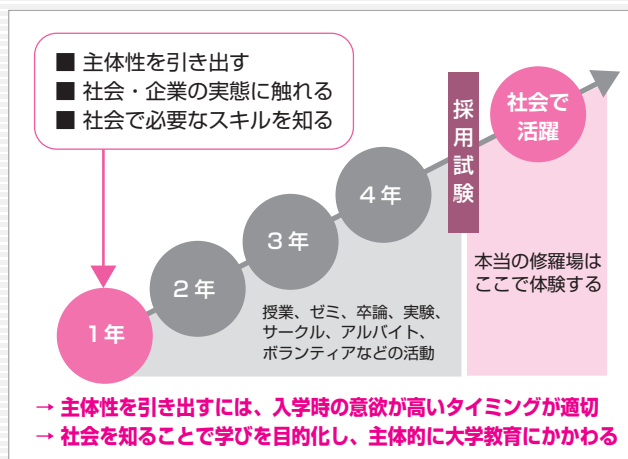 ■ 主体性を引き出す
■ 社会・企業の実態に触れる
■ 社会で必要なスキルを知る
採用試験
社会で
活躍
4年
3年
2年
1年
本当の修羅場は
ここで体験する
授業、ゼミ、卒論、実験、
サークル、アルバイト、
ボランティアなどの活動
→ 主体性を引き出すには、入学時の意欲が高いタイミングが適切
→ 社会を知ることで学びを目的化し、主体的に大学教育にかかわる